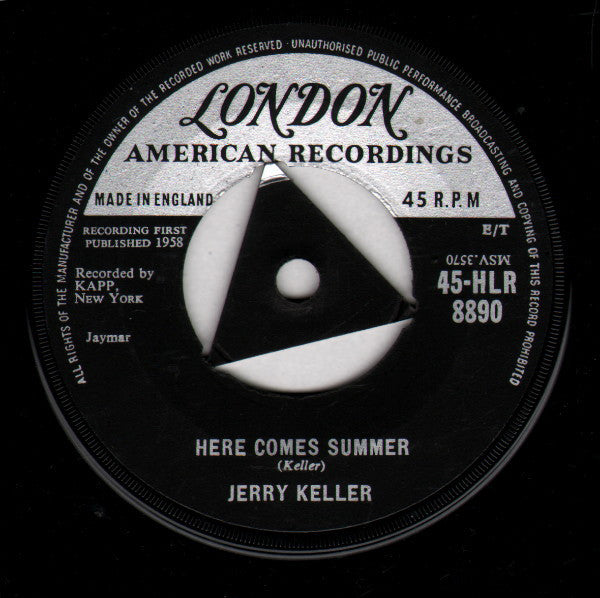 ALL RIGHTS OF THE MANUFACTURER AND OF THE OWNER OF THE RECORDED WORK RESERVED · UNAUTHORISED PUBLIC PERFORMANCE BROADCASTING AND COPYING OF THIS RECORD PROHIBITED
LONDON
AMERICAN RECORDINGS
MADE IN ENGLAND
45 R.P.M
RECORDING FIRST
PUBLISHED 1958
E/T
MSV.3570
Recorded by
KAPP,
NEW YORK
45-HLR
8890
Jaymar
HERE COMES SUMMER
(Keller)
JERRY KELLER